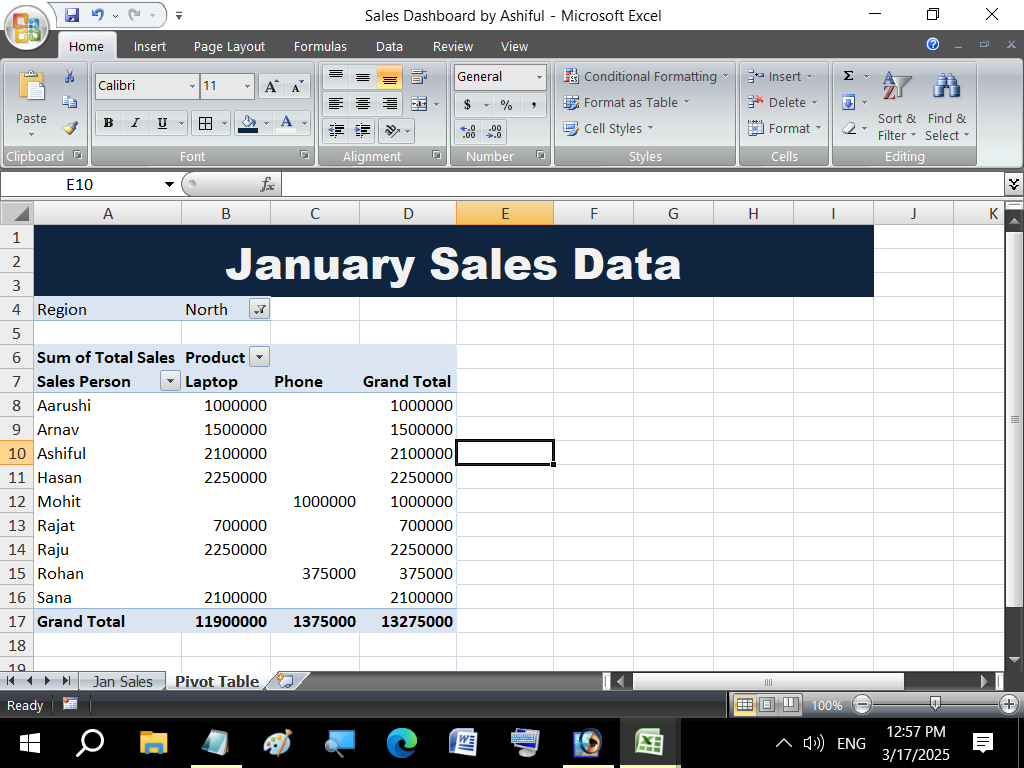 Sales Dashboard by Ashiful - Microsoft Excel
Home Insert Page Layout Formulas Data Review View
Paste
Clipboard
Calibri 11
B I U A
Font
Alignment
General
$ % ,
Number
Conditional Formatting
Format as Table
Cell Styles
Styles
Insert
Delete
Format
Cells
Σ
Sort & Filter
Find & Select
Editing
E10 fx
A B C D E F G H I J K
1
2 January Sales Data
3
4 Region North
5
6 Sum of Total Sales Product
7 Sales Person Laptop Phone Grand Total
8 Aarushi 1000000 1000000
9 Arnav 1500000 1500000
10 Ashiful 2100000 2100000
11 Hasan 2250000 2250000
12 Mohit 1000000 1000000
13 Rajat 700000 700000
14 Raju 2250000 2250000
15 Rohan 375000 375000
16 Sana 2100000 2100000
17 Grand Total 11900000 1375000 13275000
18
19
Jan Sales Pivot Table
Ready 100%
ENG 12:57 PM
3/17/2025